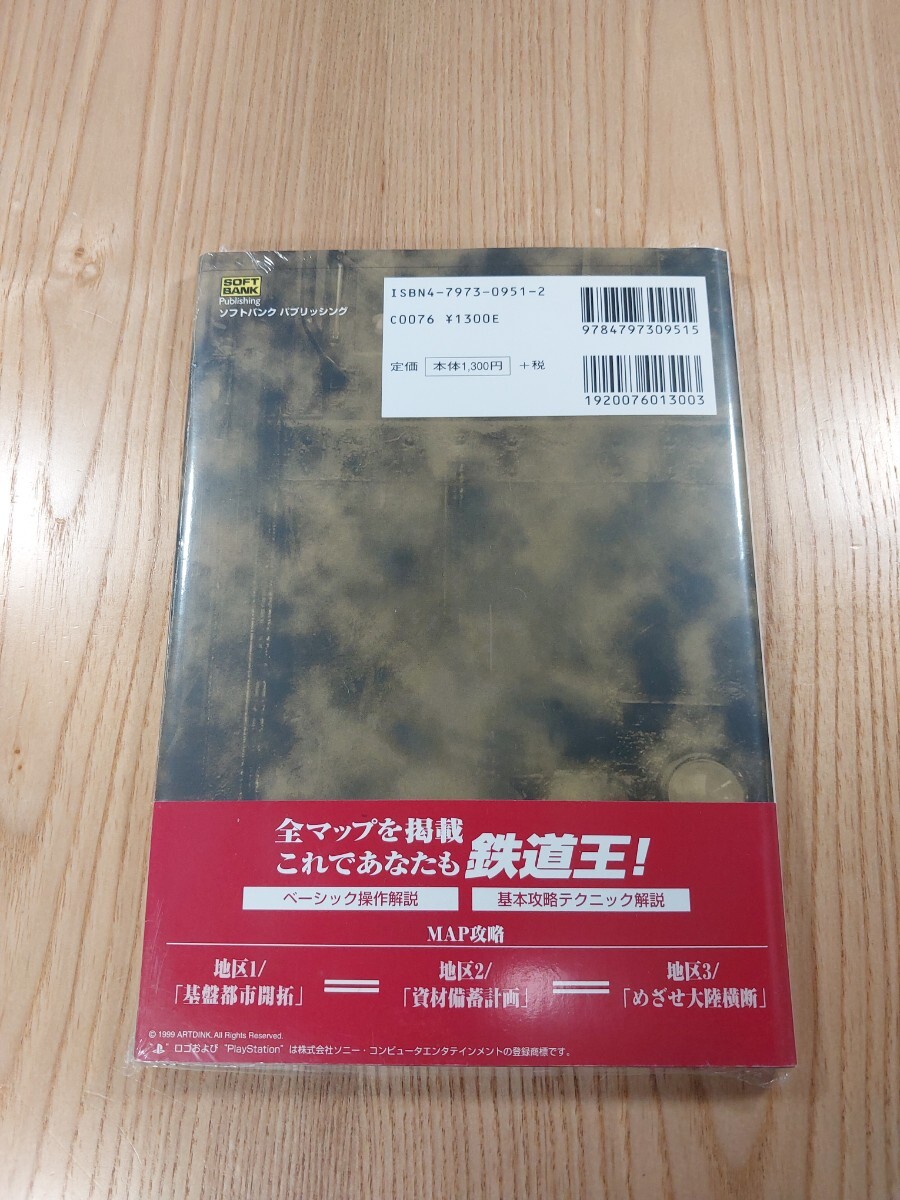 SOFT
BANK
Publishing
ソフトバンク パブリッシング
ISBN4-7973-0951-2
C0076 ¥1300E
定価 本体1,300円 +税
9784797309515
1920076013003
全マップを掲載
これであなたも鉄道王!
ベーシック操作解説
基本攻略テクニック解説
MAP攻略
地区1/
「基盤都市開拓」
地区2/
「資材備蓄計画」
地区3/
「めざせ大陸横断」
© 1999 ARTDINK. All Rights Reserved.
ロゴおよび "PlayStation" は株式会社ソニー・コンピュータエンタテインメントの登録商標です。